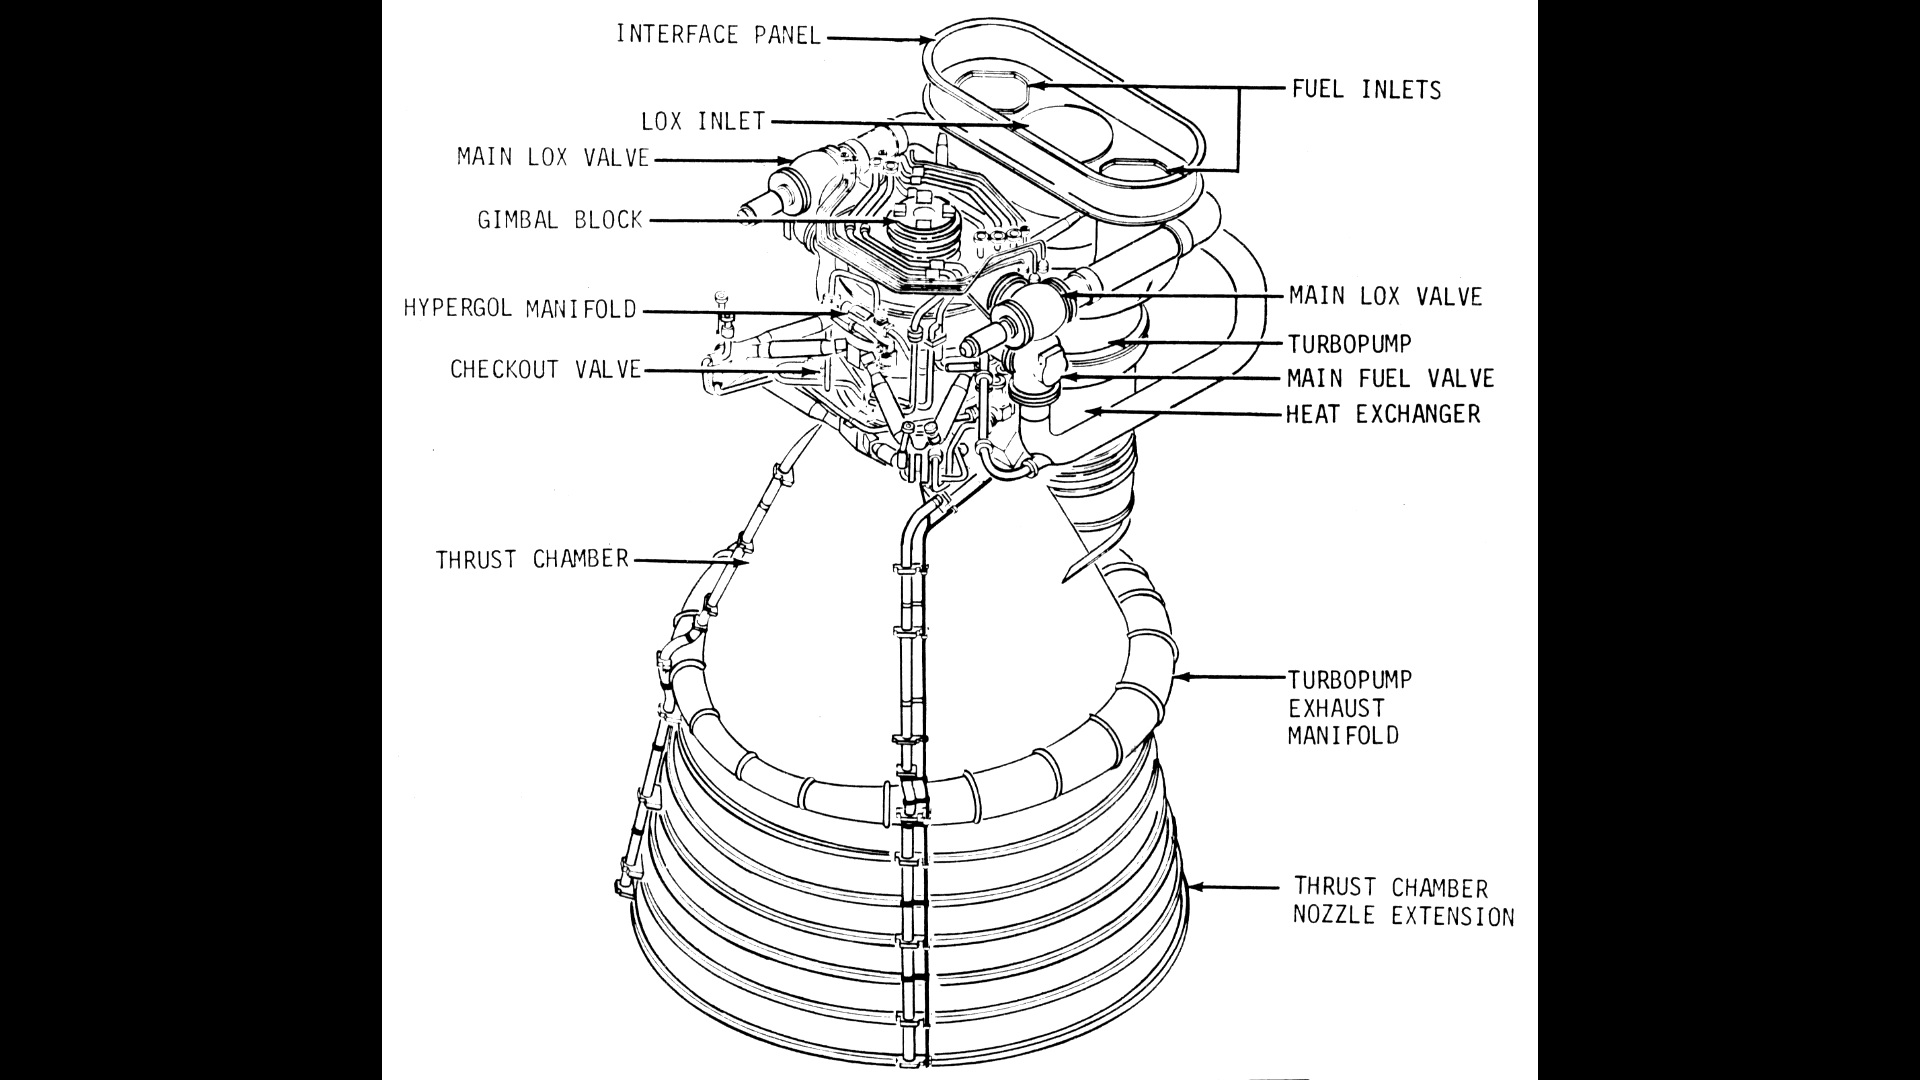 INTERFACE PANEL
FUEL INLETS
LOX INLET
MAIN LOX VALVE
GIMBAL BLOCK
HYPERGOL MANIFOLD
CHECKOUT VALVE
MAIN LOX VALVE
TURBOPUMP
MAIN FUEL VALVE
HEAT EXCHANGER
THRUST CHAMBER
TURBOPUMP
EXHAUST
MANIFOLD
THRUST CHAMBER
NOZZLE EXTENSION